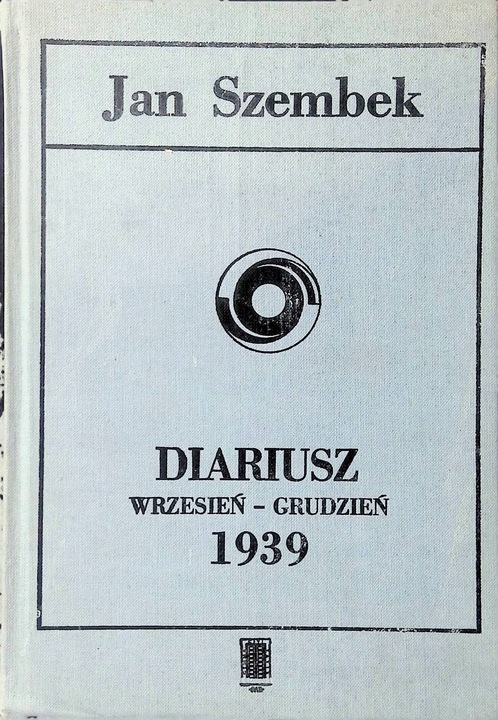 Jan Szembek
DIARIUSZ
WRZESIEŃ – GRUDZIEŃ
1939